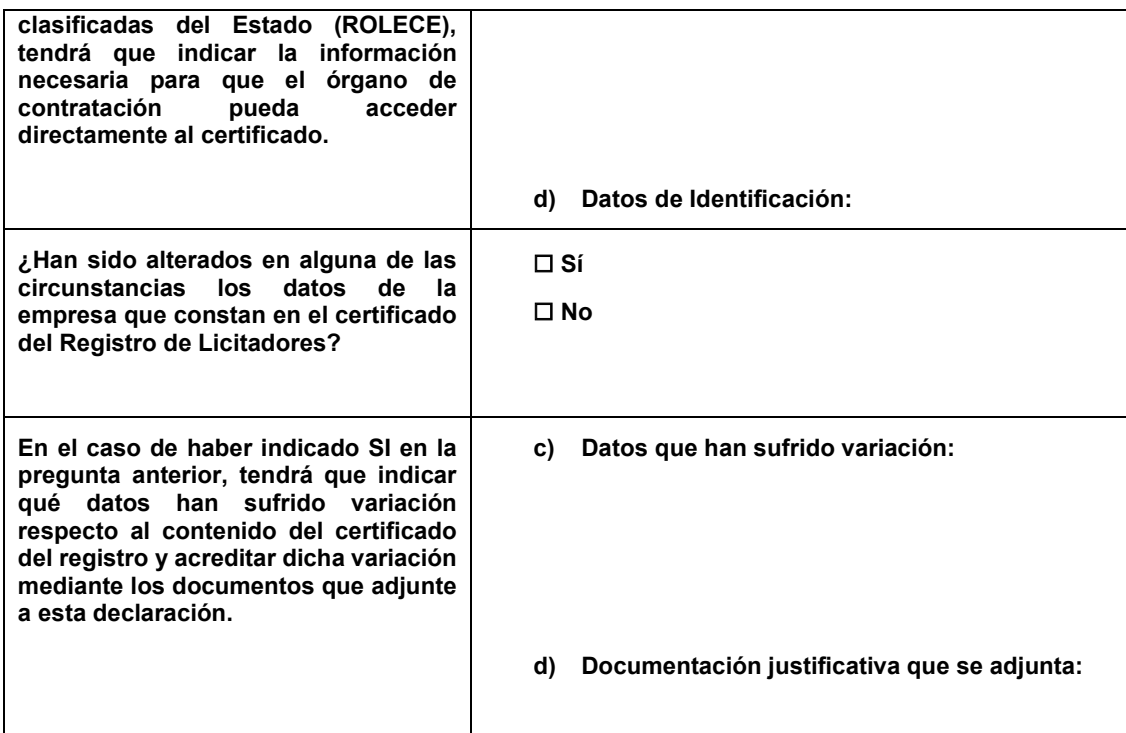 clasificadas del Estado (ROLECE),
tendrá que indicar la información
necesaria para que el órgano de
contratación pueda acceder
directamente al certificado.
d) Datos de Identificación:
¿Han sido alterados en alguna de las
circunstancias los datos de la
empresa que constan en el certificado
del Registro de Licitadores?
☐ Sí
☐ No
En el caso de haber indicado SI en la
pregunta anterior, tendrá que indicar
qué datos han sufrido variación
respecto al contenido del certificado
del registro y acreditar dicha variación
mediante los documentos que adjunte
a esta declaración.
c) Datos que han sufrido variación:
d) Documentación justificativa que se adjunta: